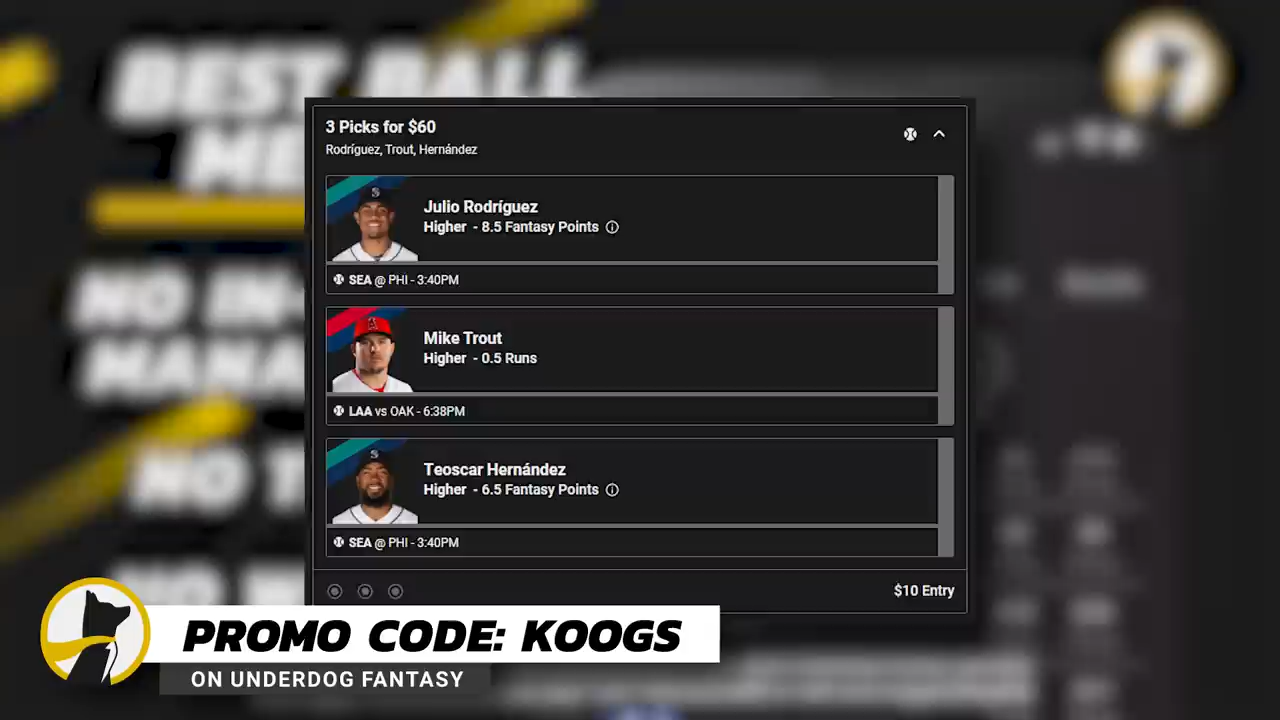 BEST BALL
3 Picks for $60
Rodríguez, Trout, Hernández
Julio Rodríguez
Higher - 8.5 Fantasy Points
SEA @ PHI - 3:40PM
Mike Trout
Higher - 0.5 Runs
LAA vs OAK - 6:38PM
Teoscar Hernández
Higher - 6.5 Fantasy Points
SEA @ PHI - 3:40PM
$10 Entry
PROMO CODE: KOOGS
ON UNDERDOG FANTASY